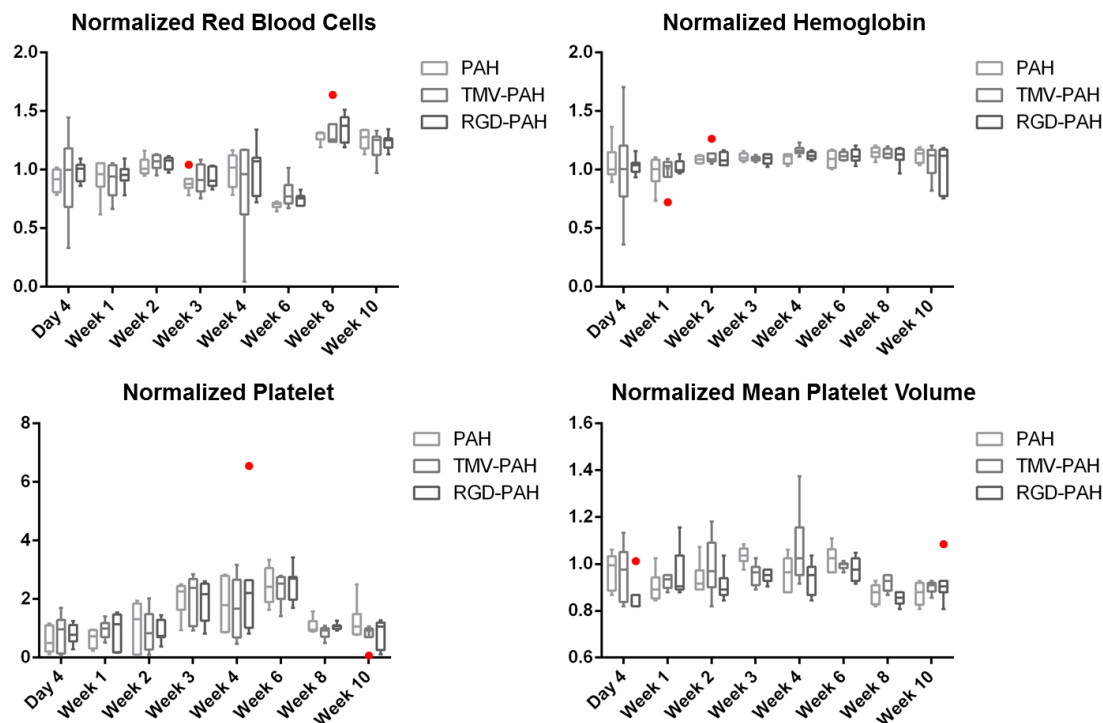 Normalized Red Blood Cells
2.0
1.5
1.0
0.5
0.0
Day 4
Week 1
Week 2
Week 3
Week 4
Week 6
Week 8
Week 10
PAH
TMV-PAH
RGD-PAH
Normalized Hemoglobin
2.0
1.5
1.0
0.5
0.0
Day 4
Week 1
Week 2
Week 3
Week 4
Week 6
Week 8
Week 10
PAH
TMV-PAH
RGD-PAH
Normalized Platelet
8
6
4
2
0
Day 4
Week 1
Week 2
Week 3
Week 4
Week 6
Week 8
Week 10
PAH
TMV-PAH
RGD-PAH
Normalized Mean Platelet Volume
1.6
1.4
1.2
1.0
0.8
0.6
Day 4
Week 1
Week 2
Week 3
Week 4
Week 6
Week 8
Week 10
PAH
TMV-PAH
RGD-PAH